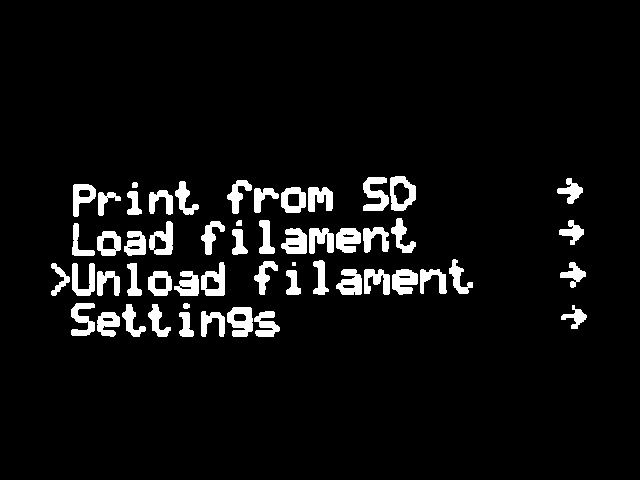 Print from SD →
Load filament →
>Unload filament →
Settings →